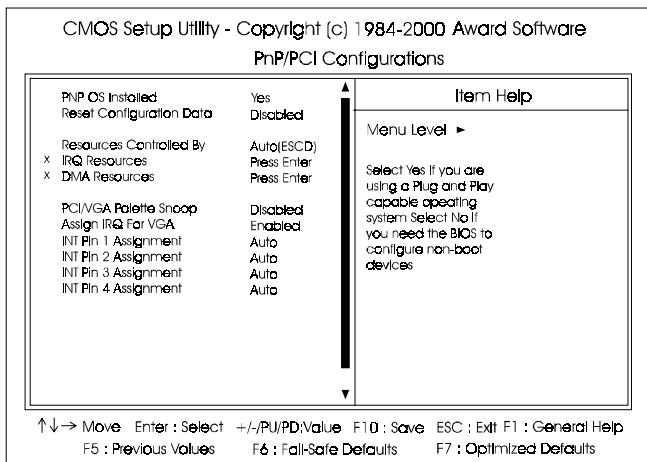 CMOS Setup Utility - Copyright (c) 1984-2000 Award Software
PnP/PCI Configurations
PNP OS Installed Yes
Reset Configuration Data Disabled
Resources Controlled By Auto(ESCD)
x IRQ Resources Press Enter
x DMA Resources Press Enter
PCI/VGA Palette Snoop Disabled
Assign IRQ For VGA Enabled
INT Pin 1 Assignment Auto
INT Pin 2 Assignment Auto
INT Pin 3 Assignment Auto
INT Pin 4 Assignment Auto
Item Help
Menu Level ►
Select Yes if you are
using a Plug and Play
capable opeating
system Select No if
you need the BIOS to
configure non-boot
devices
↑↓→ Move Enter : Select +/-/PU/PD:Value F10 : Save ESC : Exit F1 : General Help
F5 : Previous Values F6 : Fail-Safe Defaults F7 : Optimized Defaults